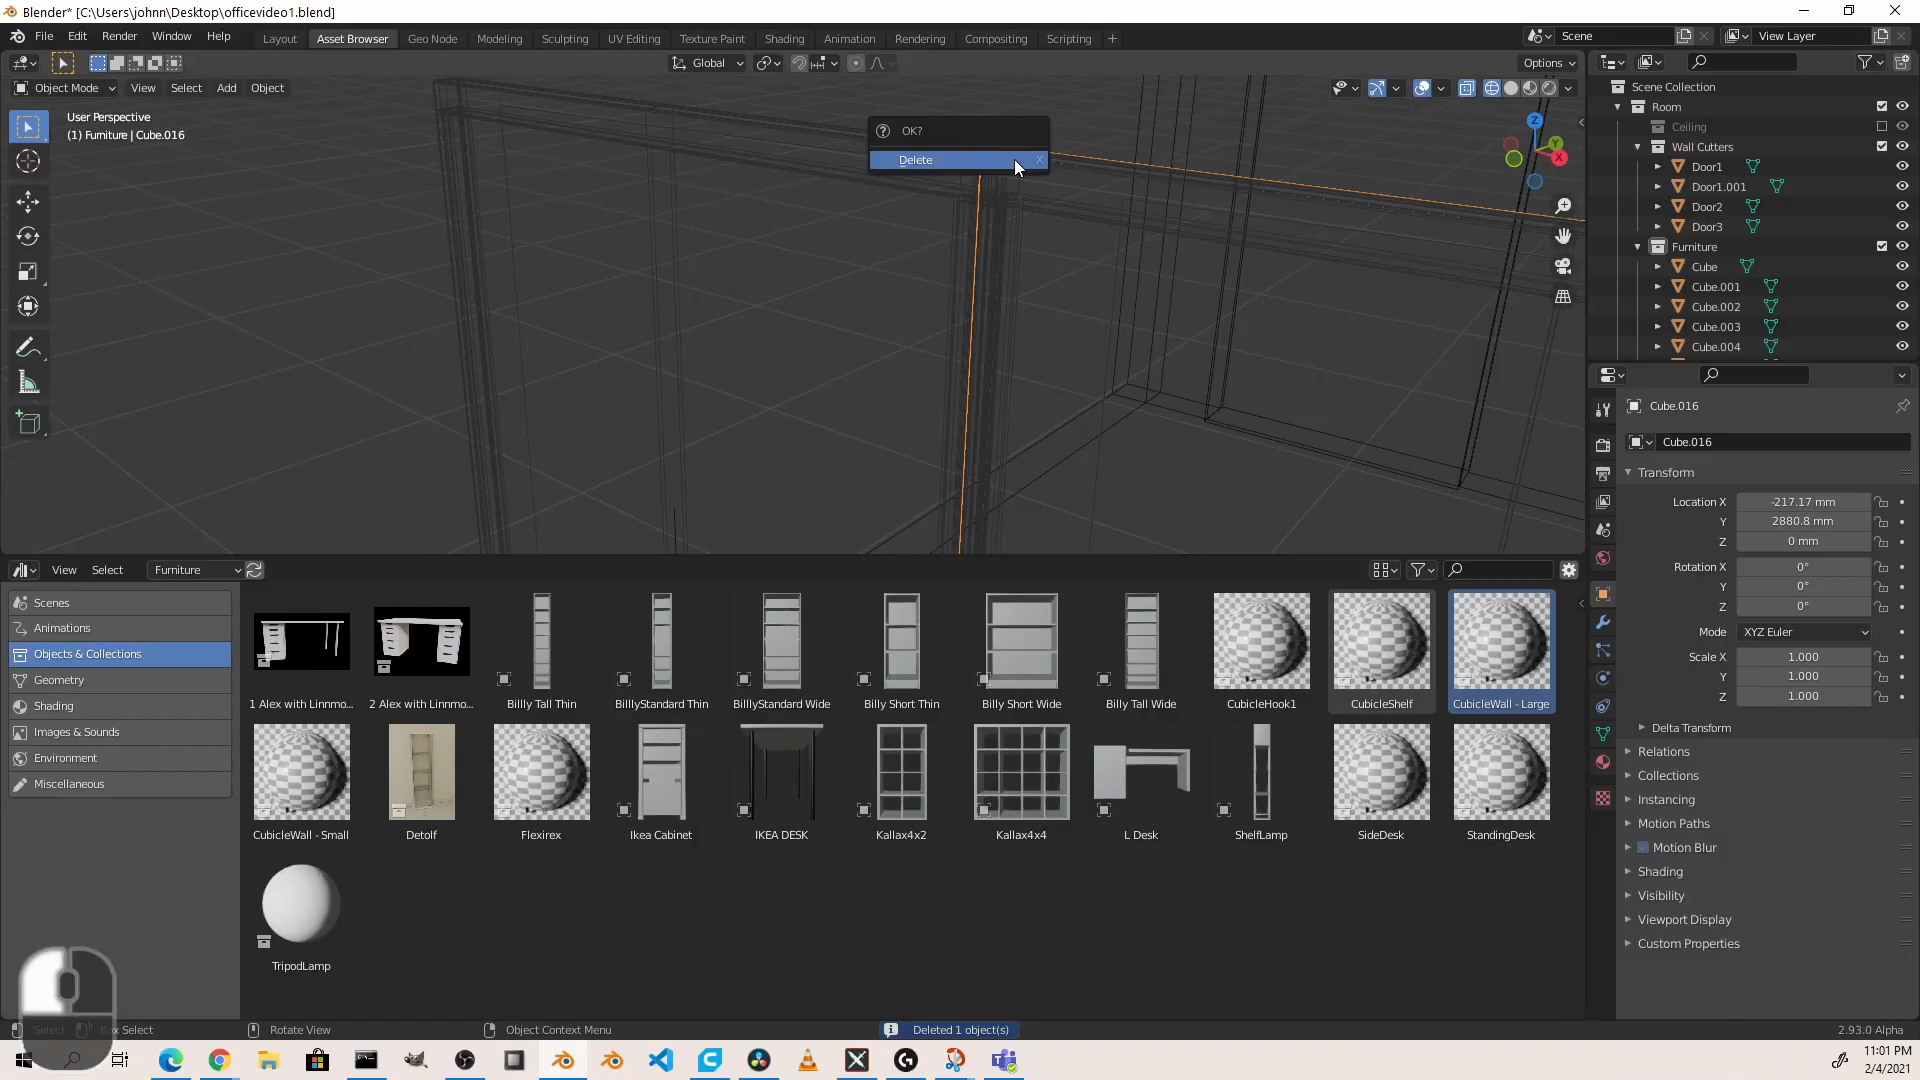 Blender* [C:\Users\johnn\Desktop\officevideo1.blend]
File Edit Render Window Help
Layout Asset Browser Geo Node Modeling Sculpting UV Editing Texture Paint Shading Animation Rendering Compositing Scripting +
Scene
View Layer
Global
Options
Object Mode View Select Add Object
User Perspective
(1) Furniture | Cube.016
OK?
Delete X
Z
Y
X
Scene Collection
Room
Ceiling
Wall Cutters
Door1
Door1.001
Door2
Door3
Furniture
Cube
Cube.001
Cube.002
Cube.003
Cube.004
Cube.016
Cube.016
Transform
Location X -217.17 mm
Y 2880.8 mm
Z 0 mm
Rotation X 0°
Y 0°
Z 0°
Mode XYZ Euler
Scale X 1.000
Y 1.000
Z 1.000
Delta Transform
Relations
Collections
Instancing
Motion Paths
Motion Blur
Shading
Visibility
Viewport Display
Custom Properties
View Select Furniture
Scenes
Animations
Objects & Collections
Geometry
Shading
Images & Sounds
Environment
Miscellaneous
1 Alex with Linnmo... 2 Alex with Linnmo... Billly Tall Thin BilllyStandard Thin BilllyStandard Wide Billy Short Thin Billy Short Wide Billy Tall Wide CubicleHook1 CubicleShelf CubicleWall - Large
CubicleWall - Small Detolf Flexirex Ikea Cabinet IKEA DESK Kallax4x2 Kallax4x4 L Desk ShelfLamp SideDesk StandingDesk
TripodLamp
Select Box Select Rotate View Object Context Menu Deleted 1 object(s) 2.93.0 Alpha
11:01 PM
2/4/2021